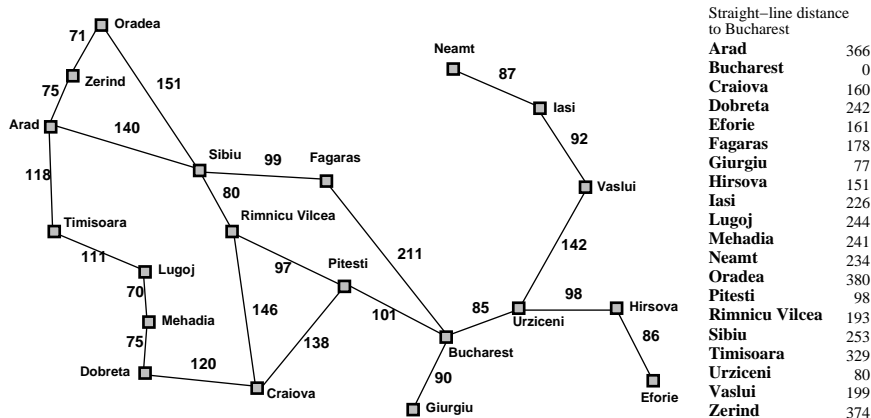 Oradea
71
Zerind
75
151
Arad
140
118
Sibiu
99
Fagaras
80
Timisoara
Rimnicu Vilcea
111
Lugoj
97
Pitesti
211
70
146
101
Mehadia
75
138
Dobreta
120
Craiova
Bucharest
90
Giurgiu
85
Urziceni
98
Hirsova
86
Eforie
142
Vaslui
92
Iasi
87
Neamt
Straight−line distance
to Bucharest
Arad 366
Bucharest 0
Craiova 160
Dobreta 242
Eforie 161
Fagaras 178
Giurgiu 77
Hirsova 151
Iasi 226
Lugoj 244
Mehadia 241
Neamt 234
Oradea 380
Pitesti 98
Rimnicu Vilcea 193
Sibiu 253
Timisoara 329
Urziceni 80
Vaslui 199
Zerind 374